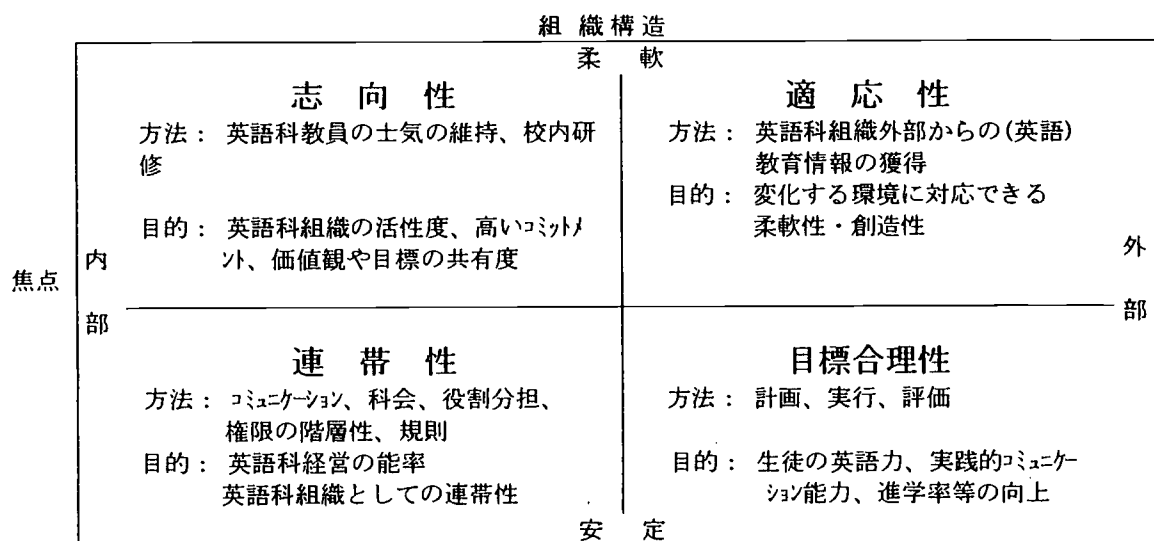 組織構造
柔 軟
志 向 性
方法： 英語科教員の士気の維持、校内研
修
目的： 英語科組織の活性度、高いコミットメ
ント、価値観や目標の共有度
適 応 性
方法： 英語科組織外部からの(英語)
教育情報の獲得
目的： 変化する環境に対応できる
柔軟性・創造性
焦点
内
部
外
部
連 帯 性
方法： コミュニケーション、科会、役割分担、
権限の階層性、規則
目的： 英語科経営の能率
英語科組織としての連帯性
目標合理性
方法： 計画、実行、評価
目的： 生徒の英語力、実践的コミュニケー
ション能力、進学率等の向上
安 定